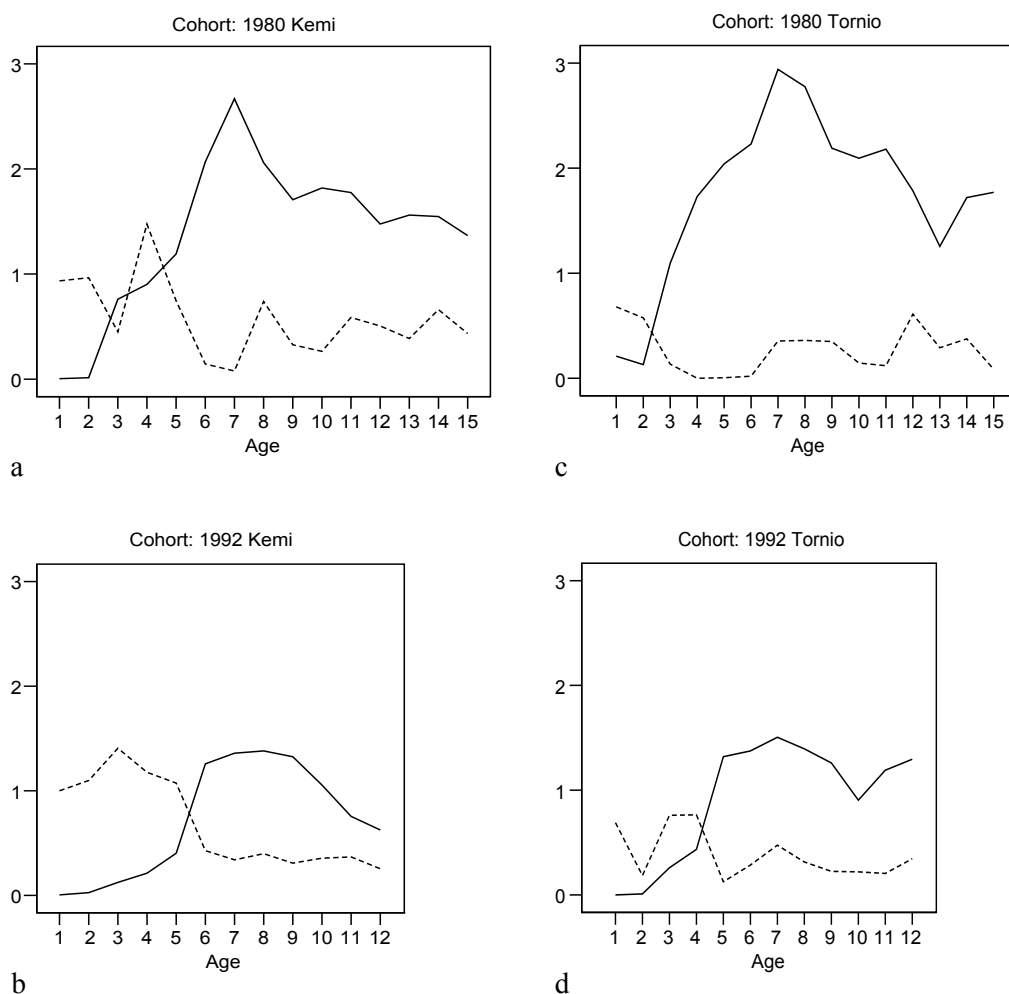 Cohort: 1980 Kemi
3
2
1
0
1 2 3 4 5 6 7 8 9 10 11 12 13 14 15
Age
a
Cohort: 1980 Tornio
3
2
1
0
1 2 3 4 5 6 7 8 9 10 11 12 13 14 15
Age
c
Cohort: 1992 Kemi
3
2
1
0
1 2 3 4 5 6 7 8 9 10 11 12
Age
b
Cohort: 1992 Tornio
3
2
1
0
1 2 3 4 5 6 7 8 9 10 11 12
Age
d